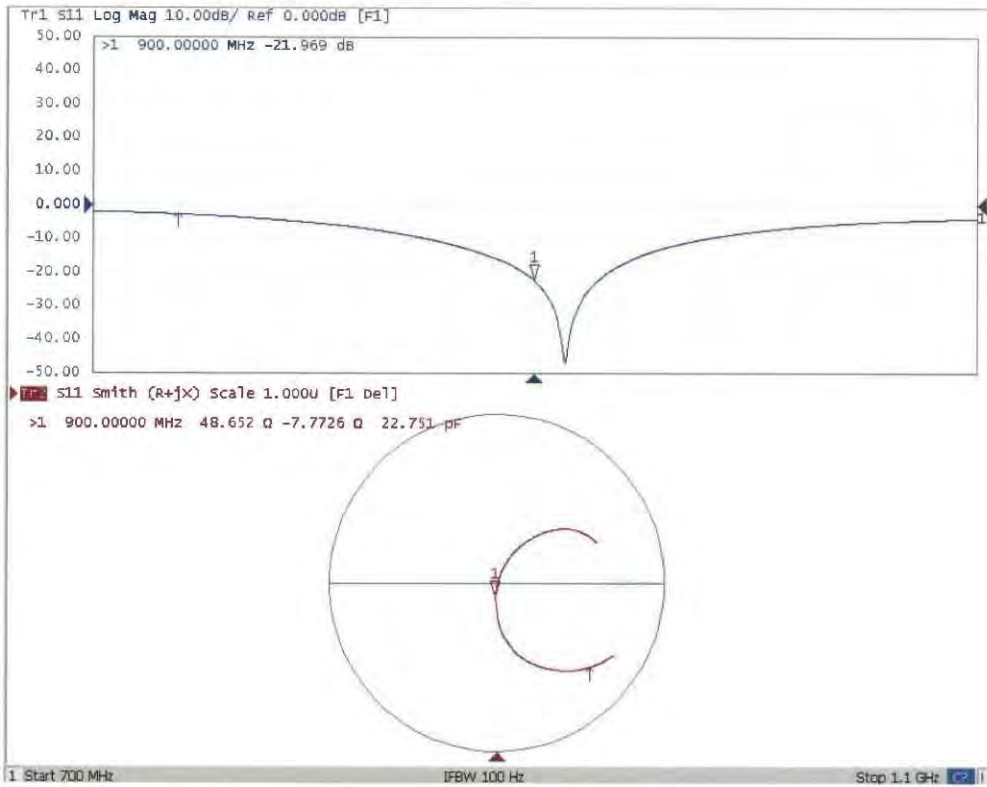 Tr1 S11 Log Mag 10.00dB/ Ref 0.000dB [F1]
50.00
>1 900.00000 MHz -21.969 dB
40.00
30.00
20.00
10.00
0.000
1
-10.00
1
-20.00
-30.00
-40.00
-50.00
Tr2 S11 Smith (R+jX) Scale 1.000U [F1 Del]
>1 900.00000 MHz 48.652 Ω -7.7726 Ω 22.751 pF
1
1 Start 700 MHz IFBW 100 Hz Stop 1.1 GHz C?